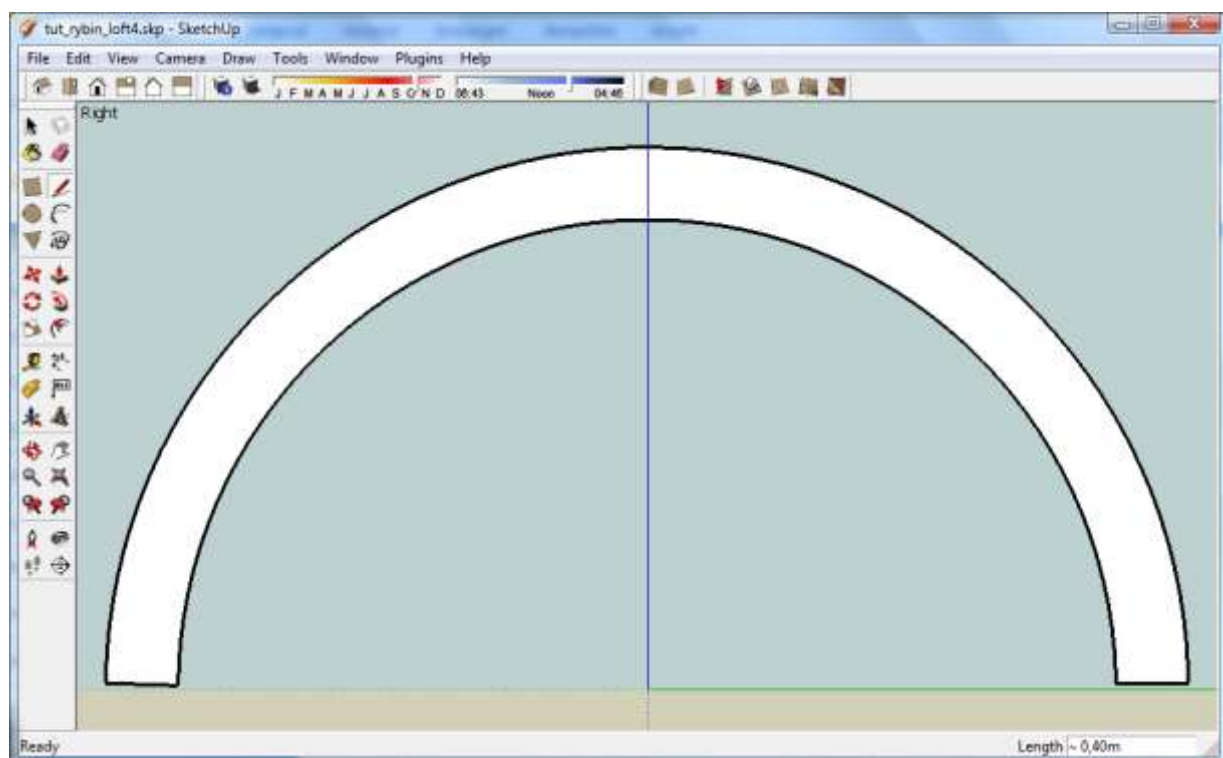 tut_rybin_loft4.skp - SketchUp
File Edit View Camera Draw Tools Window Plugins Help
J F M A M J J A S O N D 06:43 Noon 04:46
Right
Ready Length ~ 0,40m